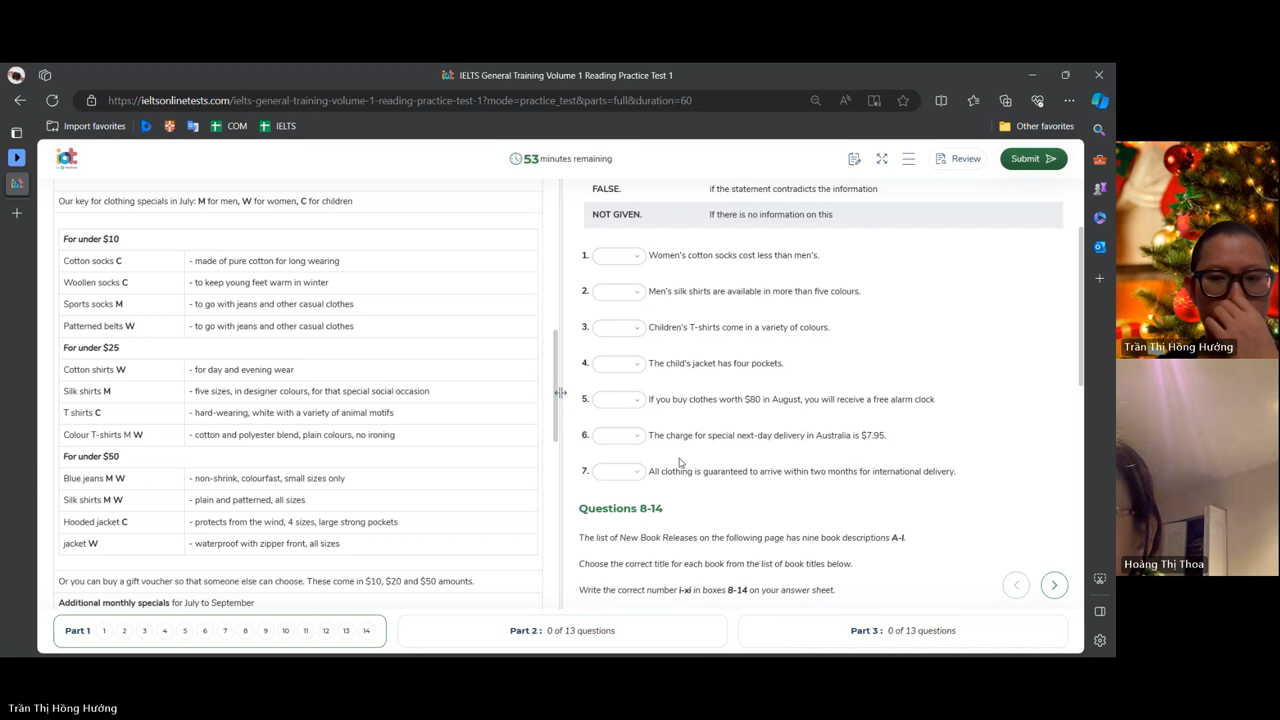 IELTS General Training Volume 1 Reading Practice Test 1
https://ieltsonlinetests.com/ielts-general-training-volume-1-reading-practice-test-1?mode=practice_test&parts=full&duration=60
Import favorites
COM
IELTS
Other favorites
iot
53 minutes remaining
Review
Submit
Our key for clothing specials in July: M for men, W for women, C for children
For under $10
Cotton socks C - made of pure cotton for long wearing
Woollen socks C - to keep young feet warm in winter
Sports socks M - to go with jeans and other casual clothes
Patterned belts W - to go with jeans and other casual clothes
For under $25
Cotton shirts W - for day and evening wear
Silk shirts M - five sizes, in designer colours, for that special social occasion
T shirts C - hard-wearing, white with a variety of animal motifs
Colour T-shirts M W - cotton and polyester blend, plain colours, no ironing
For under $50
Blue jeans M W - non-shrink, colourfast, small sizes only
Silk shirts M W - plain and patterned, all sizes
Hooded jacket C - protects from the wind, 4 sizes, large strong pockets
jacket W - waterproof with zipper front, all sizes
Or you can buy a gift voucher so that someone else can choose. These come in $10, $20 and $50 amounts.
Additional monthly specials for July to September
FALSE. if the statement contradicts the information
NOT GIVEN. If there is no information on this
1. Women's cotton socks cost less than men's.
2. Men's silk shirts are available in more than five colours.
3. Children's T-shirts come in a variety of colours.
4. The child's jacket has four pockets.
5. If you buy clothes worth $80 in August, you will receive a free alarm clock
6. The charge for special next-day delivery in Australia is $7.95.
7. All clothing is guaranteed to arrive within two months for international delivery.
Questions 8-14
The list of New Book Releases on the following page has nine book descriptions A-I.
Choose the correct title for each book from the list of book titles below.
Write the correct number i-xi in boxes 8-14 on your answer sheet.
Part 1 1 2 3 4 5 6 7 8 9 10 11 12 13 14
Part 2 : 0 of 13 questions
Part 3 : 0 of 13 questions
Trần Thị Hồng Hưởng
Hoàng Thị Thoa
Trần Thị Hồng Hưởng